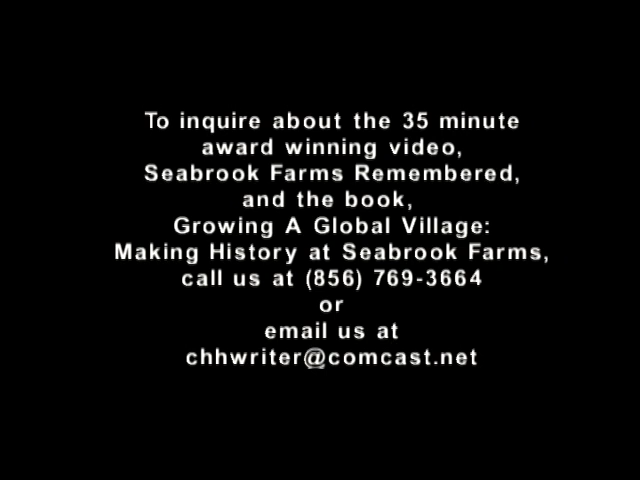 To inquire about the 35 minute
award winning video,
Seabrook Farms Remembered,
and the book,
Growing A Global Village:
Making History at Seabrook Farms,
call us at (856) 769-3664
or
email us at
chhwriter@comcast.net